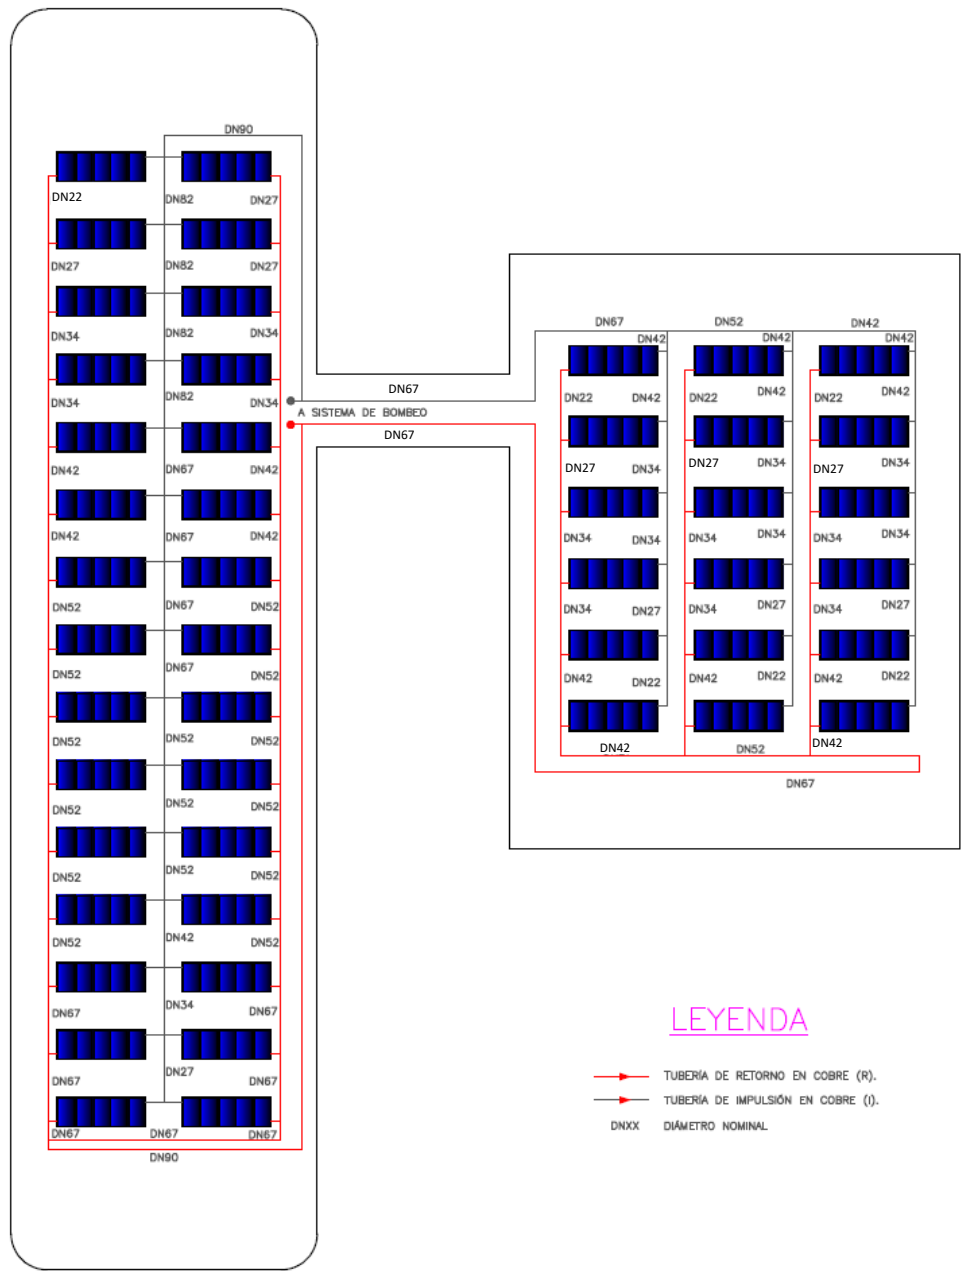 DN90
DN22
DN82
DN27
DN27
DN82
DN27
DN34
DN82
DN34
DN34
DN82
DN34
DN42
DN67
DN42
DN42
DN67
DN42
DN52
DN67
DN52
DN52
DN67
DN52
DN52
DN52
DN52
DN52
DN52
DN52
DN52
DN52
DN52
DN52
DN42
DN52
DN67
DN34
DN67
DN67
DN27
DN67
DN67
DN67
DN67
DN90
DN67
A SISTEMA DE BOMBEO
DN67
DN67
DN52
DN42
DN42
DN42
DN42
DN22
DN42
DN22
DN42
DN22
DN42
DN27
DN34
DN27
DN34
DN27
DN34
DN34
DN34
DN34
DN34
DN34
DN34
DN34
DN27
DN34
DN27
DN34
DN27
DN42
DN22
DN42
DN22
DN42
DN22
DN42
DN52
DN42
DN67
LEYENDA
TUBERÍA DE RETORNO EN COBRE (R).
TUBERÍA DE IMPULSIÓN EN COBRE (I).
DNXX DIÁMETRO NOMINAL